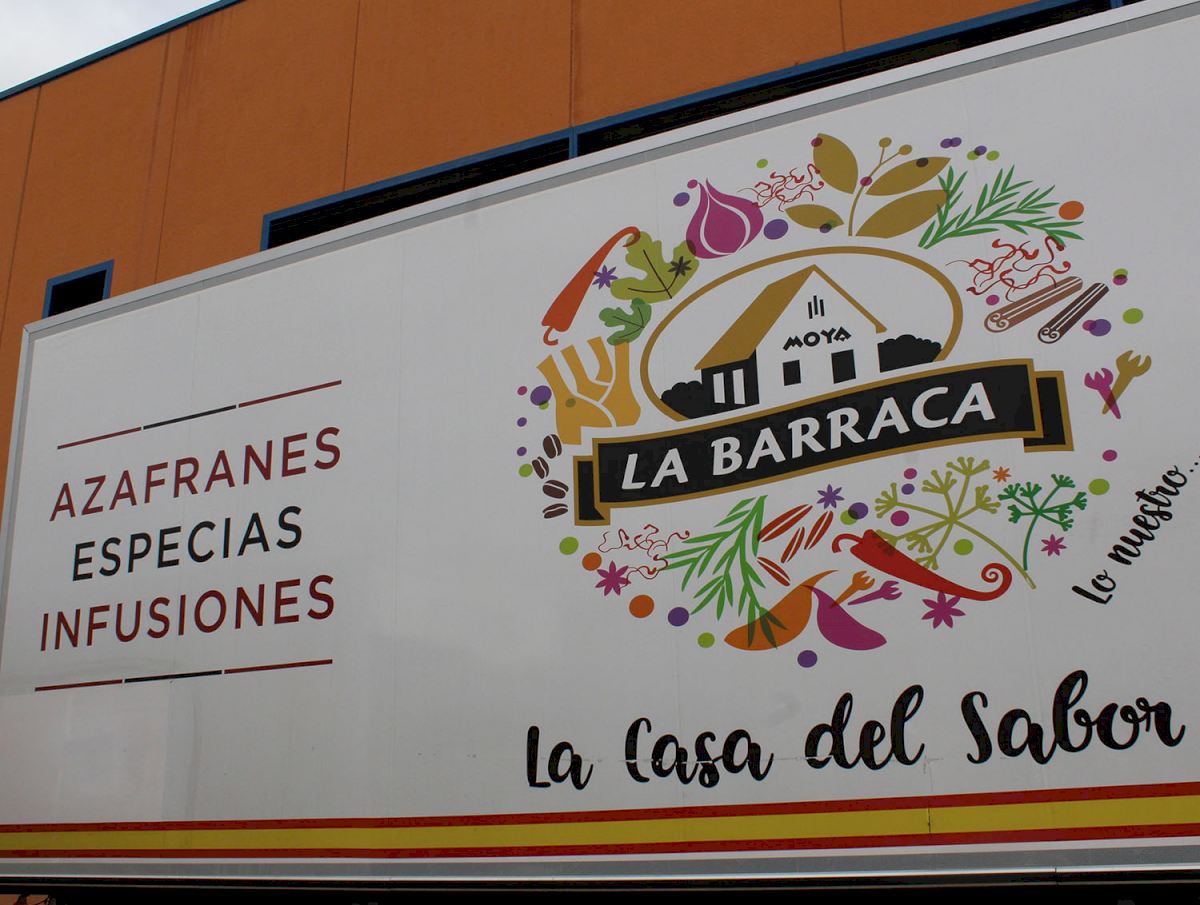 AZAFRANES
ESPECIAS
INFUSIONES
MOYA
LA BARRACA
Lo nuestro...
La Casa del Sabor